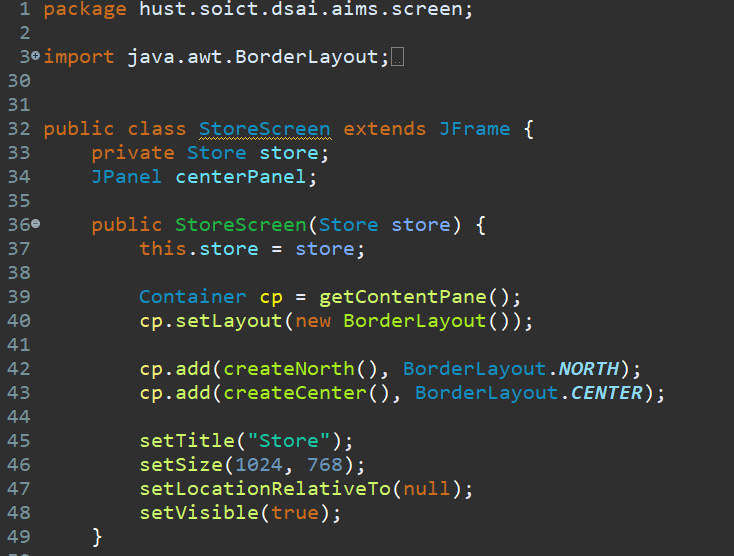 1 package hust.soict.dsai.aims.screen;
2
3 import java.awt.BorderLayout;
30
31
32 public class StoreScreen extends JFrame {
33     private Store store;
34     JPanel centerPanel;
35
36     public StoreScreen(Store store) {
37         this.store = store;
38
39         Container cp = getContentPane();
40         cp.setLayout(new BorderLayout());
41
42         cp.add(createNorth(), BorderLayout.NORTH);
43         cp.add(createCenter(), BorderLayout.CENTER);
44
45         setTitle("Store");
46         setSize(1024, 768);
47         setLocationRelativeTo(null);
48         setVisible(true);
49     }